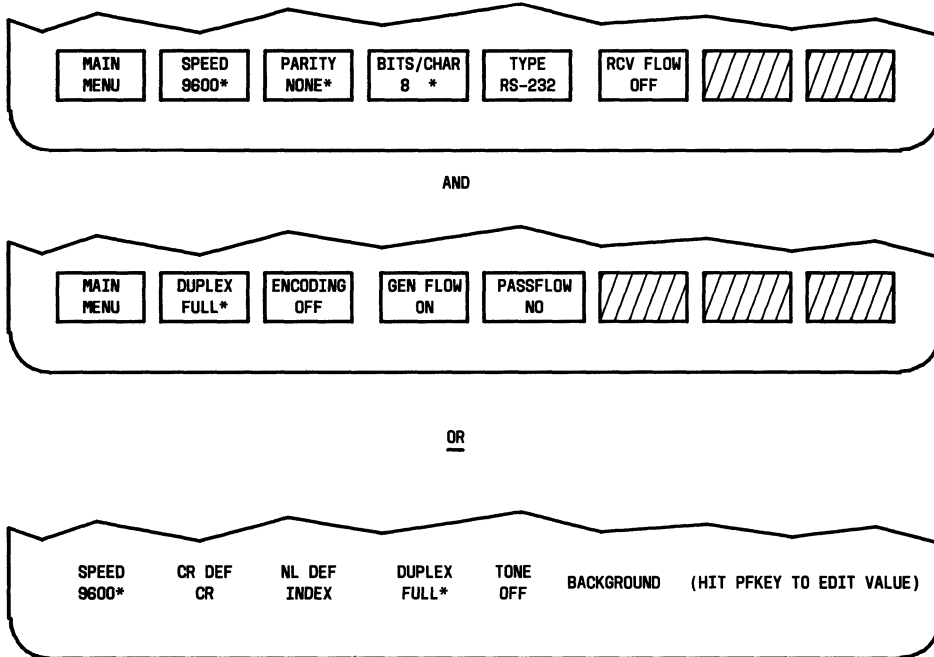 MAIN MENU SPEED 9600* PARITY NONE* BITS/CHAR 8 * TYPE RS-232 RCV FLOW OFF
AND
MAIN MENU DUPLEX FULL* ENCODING OFF GEN FLOW ON PASSFLOW NO
OR
SPEED 9600* CR DEF CR NL DEF INDEX DUPLEX FULL* TONE OFF BACKGROUND (HIT PFKEY TO EDIT VALUE)